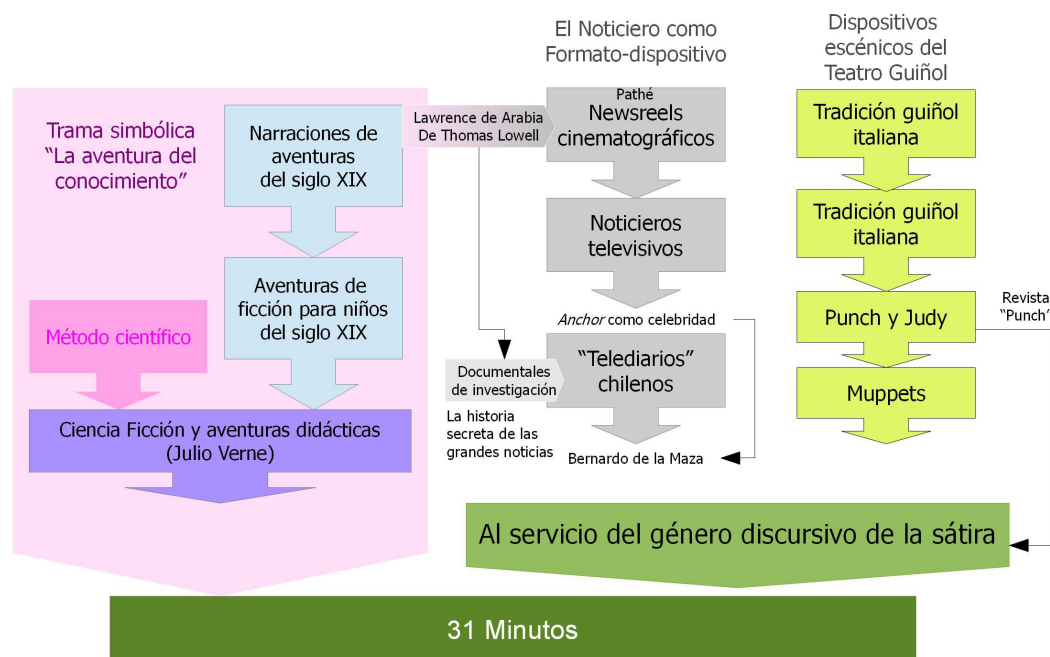 El Noticiero como
Formato-dispositivo
Dispositivos
escénicos del
Teatro Guiñol
Trama simbólica
“La aventura del
conocimiento”
Narraciones de
aventuras
del siglo XIX
Aventuras de
ficción para niños
del siglo XIX
Método científico
Ciencia Ficción y aventuras didácticas
(Julio Verne)
Lawrence de Arabia
De Thomas Lowell
Pathé
Newsreels
cinematográficos
Noticieros
televisivos
Anchor como celebridad
“Telediarios”
chilenos
Documentales
de investigación
La historia
secreta de las
grandes noticias
Bernardo de la Maza
Tradición guiñol
italiana
Tradición guiñol
italiana
Punch y Judy
Revista
“Punch”
Muppets
Al servicio del género discursivo de la sátira
31 Minutos